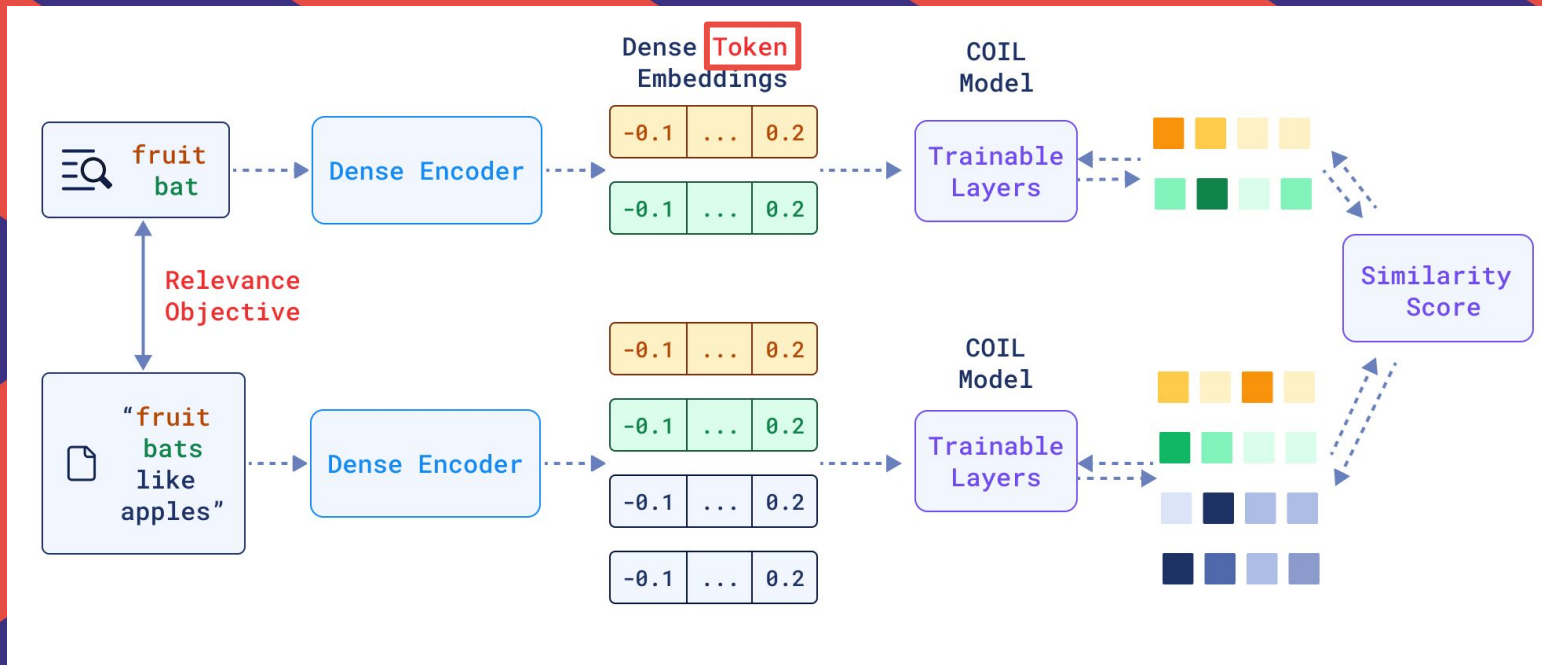 Dense Token
Embeddings
COIL
Model
fruit
bat
Dense Encoder
-0.1 ... 0.2
-0.1 ... 0.2
Trainable
Layers
Relevance
Objective
Similarity
Score
“fruit
bats
like
apples”
Dense Encoder
-0.1 ... 0.2
-0.1 ... 0.2
-0.1 ... 0.2
-0.1 ... 0.2
COIL
Model
Trainable
Layers